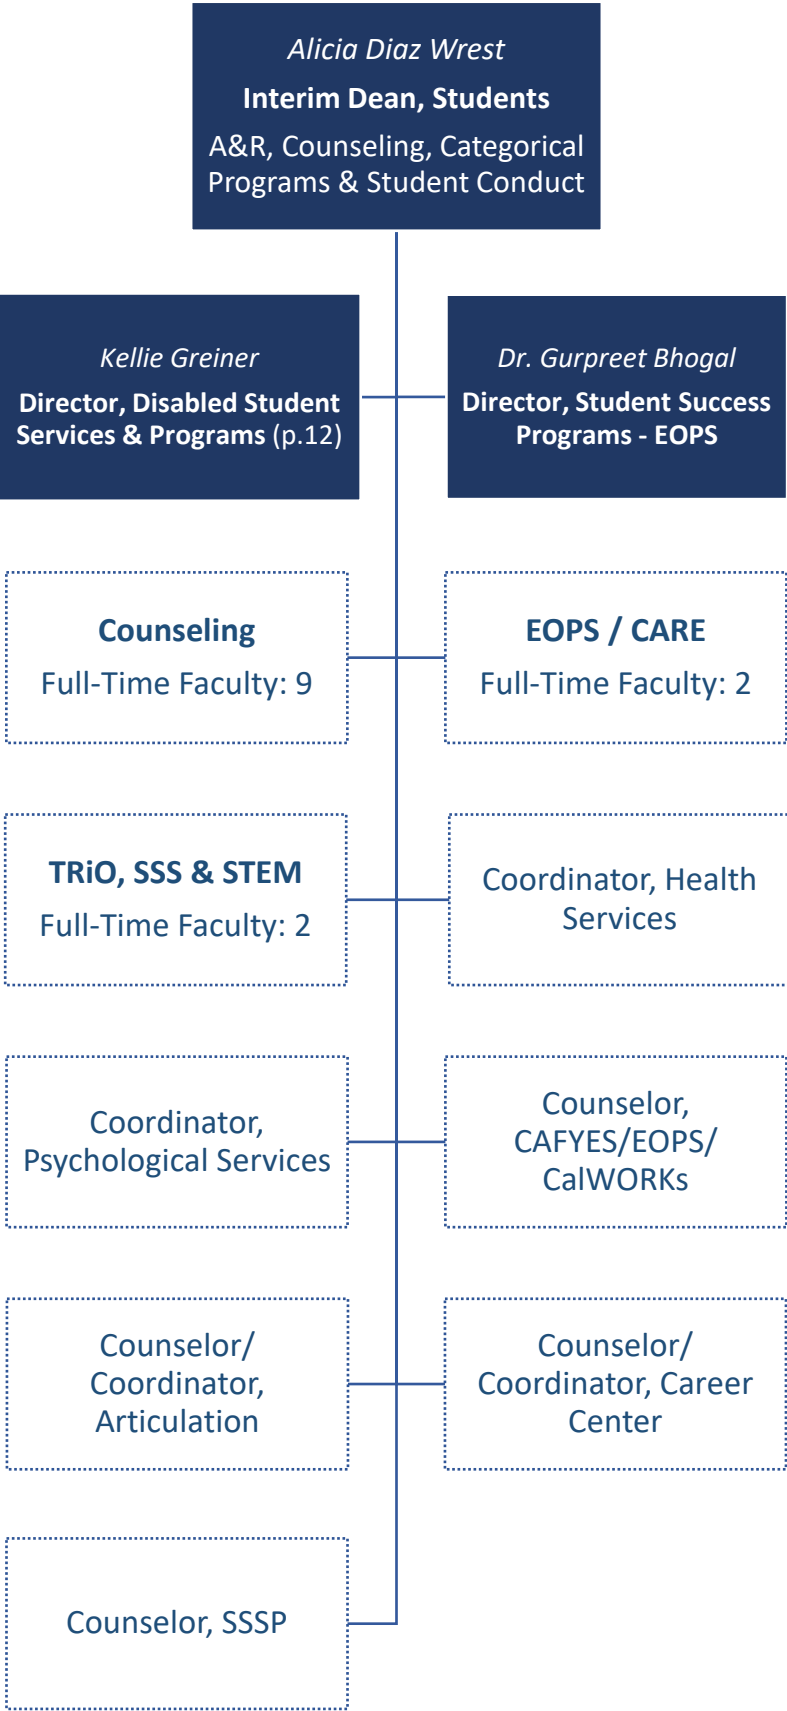 Alicia Diaz Wrest
Interim Dean, Students
A&R, Counseling, Categorical
Programs & Student Conduct
Kellie Greiner
Director, Disabled Student
Services & Programs (p.12)
Dr. Gurpreet Bhogal
Director, Student Success
Programs - EOPS
Counseling
Full-Time Faculty: 9
EOPS / CARE
Full-Time Faculty: 2
TRiO, SSS & STEM
Full-Time Faculty: 2
Coordinator, Health
Services
Coordinator,
Psychological Services
Counselor,
CAFYES/EOPS/
CalWORKs
Counselor/
Coordinator,
Articulation
Counselor/
Coordinator, Career
Center
Counselor, SSSP